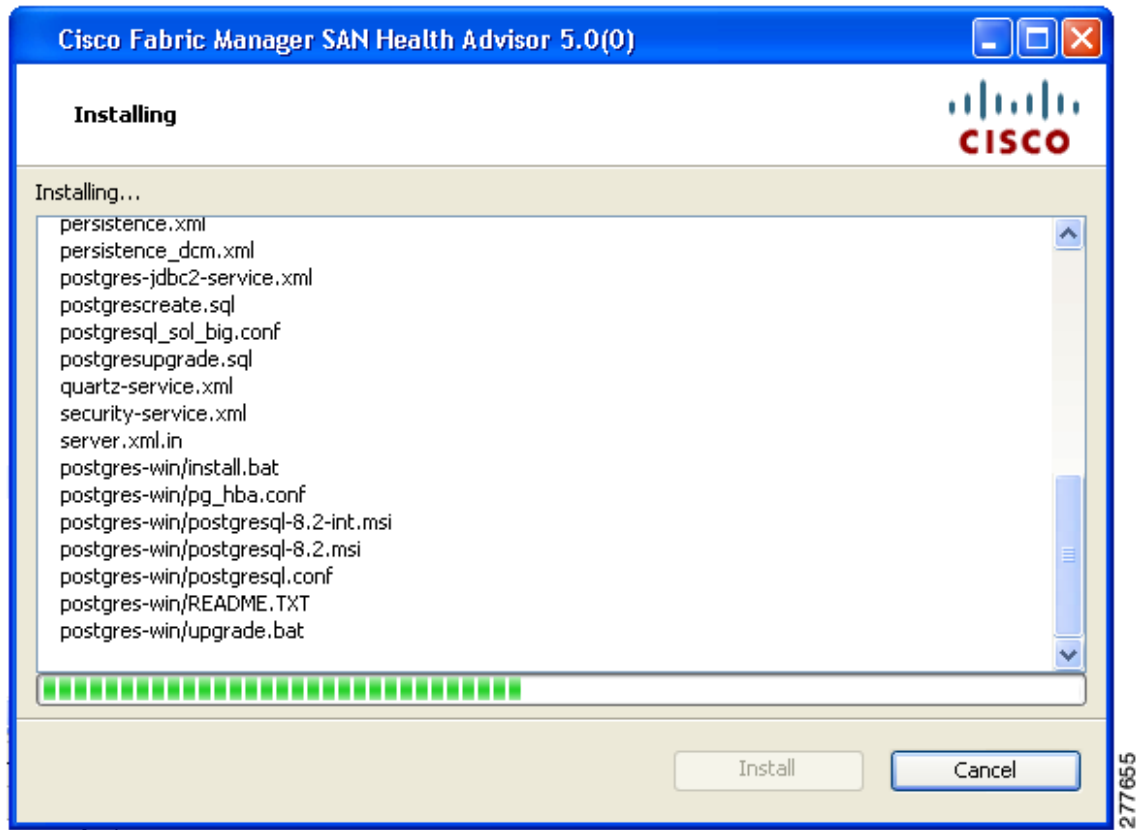 Cisco Fabric Manager SAN Health Advisor 5.0(0)
Installing
CISCO
Installing...
persistence.xml
persistence_dcm.xml
postgres-jdbc2-service.xml
postgrescreate.sql
postgresql_sol_big.conf
postgresupgrade.sql
quartz-service.xml
security-service.xml
server.xml.in
postgres-win/install.bat
postgres-win/pg_hba.conf
postgres-win/postgresql-8.2-int.msi
postgres-win/postgresql-8.2.msi
postgres-win/postgresql.conf
postgres-win/README.TXT
postgres-win/upgrade.bat
Install
Cancel
277655